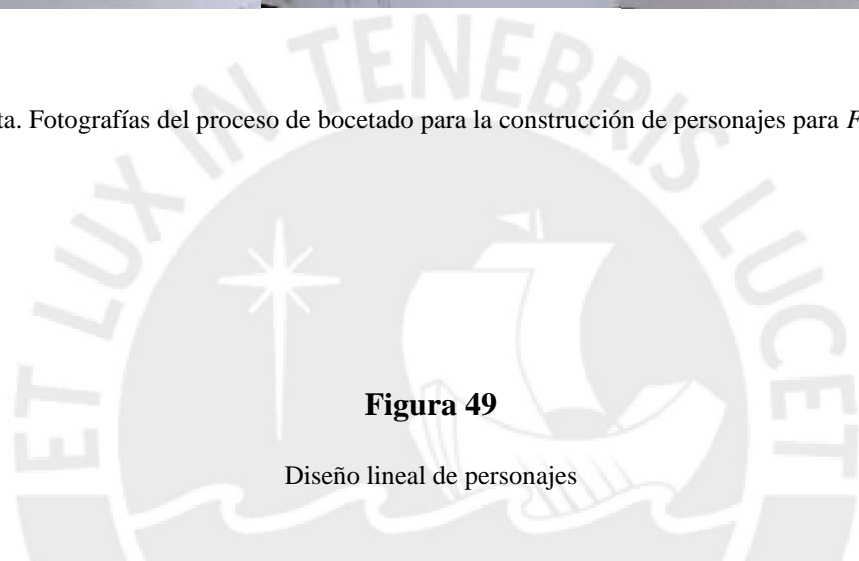 ta. Fotografías del proceso de bocetado para la construcción de personajes para F
ET LUX IN TENEBRIS LUCET
Figura 49
Diseño lineal de personajes